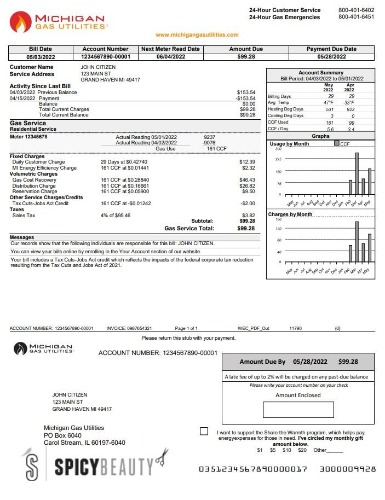 MICHIGAN
GAS UTILITIES
24-Hour Customer Service 800-401-6402
24-Hour Gas Emergencies 800-401-6451
www.michigangasutilities.com
Bill Date Account Number Next Meter Read Date Amount Due Payment Due Date
05/03/2022 1234567890-00001 06/04/2022 $99.28 05/28/2022
Customer Name JOHN CITIZEN
Service Address 123 MAIN ST
GRAND HAVEN MI 49417
Activity Since Last Bill
04/03/2022 Previous Balance $153.54
04/15/2022 Payment -$153.54
Balance $0.00
Total Current Charges $99.28
Total Current Balance $99.28
Account Summary
Bill Period: 04/03/2022 to 05/01/2022
May Apr
2022 2022
Billing Days 29 29
Avg. Temp
Heating Deg Days
Cooling Deg Days
CCF Used 161
CCF / Day 5.6
Gas Service
Residential Service
Meter 12345678 Actual Reading 05/01/2022 9237
Actual Reading 04/02/2022 -9076
Gas Use 161 CCF
Fixed Charges
Daily Customer Charge 29 Days at $0.42740 $12.39
MI Energy Efficiency Charge 161 CCF at $0.01441 $2.32
Volumetric Charges
Gas Cost Recovery 161 CCF at $0.28840 $46.43
Distribution Charge 161 CCF at $0.16661 $26.82
Reservation Charge 161 CCF at $0.05900 $9.50
Other Service Charges/Credits
Tax Cuts-Jobs Act Credit 161 CCF at -$0.01242 -$2.00
Taxes
Sales Tax 4% of $95.46 $3.82
Subtotal: $99.28
Gas Service Total: $99.28
Graphs
Usage by Month CCF
Charges by Month
Messages
Our records show that the following individuals are responsible for this bill: JOHN CITIZEN.
You can view your bills online by enrolling in the Your Account section of our website.
Your bill includes a Tax Cuts-Jobs Act credit which reflects the impacts of the federal corporate tax reduction
resulting from the Tax Cuts and Jobs Act of 2021.
ACCOUNT NUMBER: 1234567890-00001 INVOICE: 0987654321 Page 1 of 1 WEC_PDF_Out 11793 (0)
Please return this stub with your payment.
MICHIGAN
GAS UTILITIES
ACCOUNT NUMBER: 1234567890-00001
Amount Due By 05/28/2022 $99.28
A late fee of up to 2% will be charged on any past-due balance
Please write your account number on your check.
Amount Enclosed
JOHN CITIZEN
123 MAIN ST
GRAND HAVEN MI 49417
Michigan Gas Utilities
PO Box 6040
Carol Stream, IL 60197-6040
I want to support the Share the Warmth program, which helps pay
energy expenses for those in need. I've circled my monthly gift
amount below.
$1 $5 $10 $20 Other
SPICYBEAUTY
0351234567890000017 3000009928